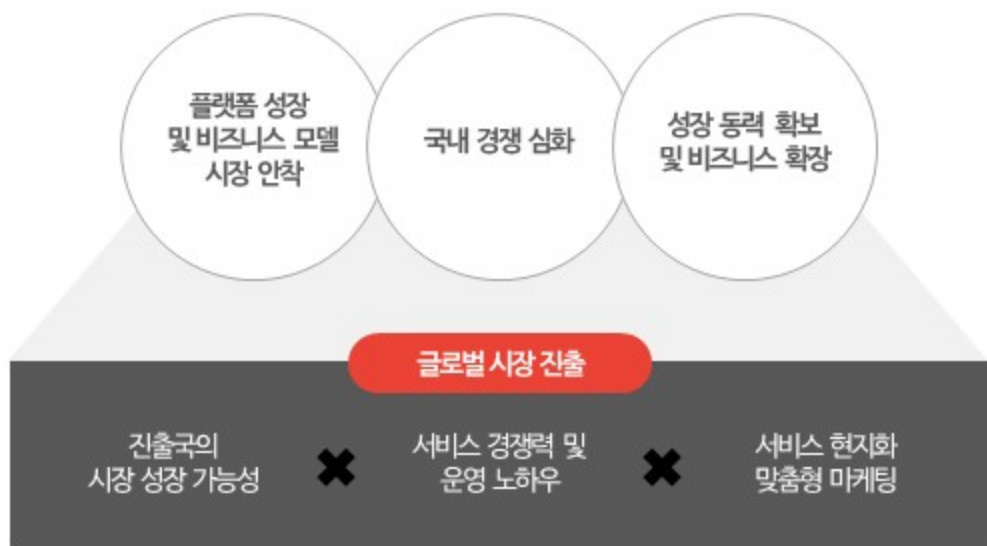 플랫폼 성장
및 비즈니스 모델
시장 안착
국내 경쟁 심화
성장 동력 확보
및 비즈니스 확장
글로벌 시장 진출
진출국의
시장 성장 가능성
서비스 경쟁력 및
운영 노하우
서비스 현지화
맞춤형 마케팅